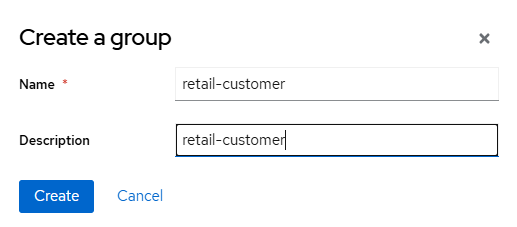 Create a group
Name * retail-customer
Description retail-customer
Create Cancel